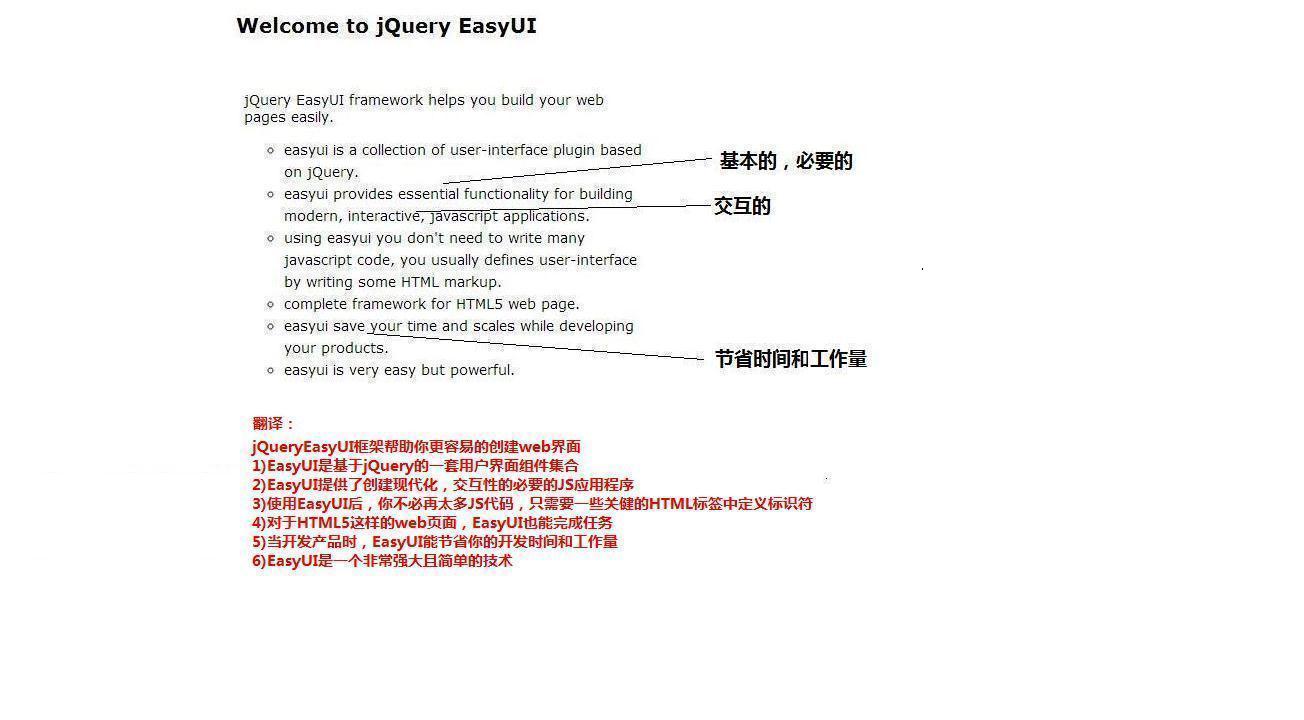 Welcome to jQuery EasyUI
jQuery EasyUI framework helps you build your web
pages easily.
easyui is a collection of user-interface plugin based
on jQuery.
基本的，必要的
easyui provides essential functionality for building
modern, interactive, javascript applications.
交互的
using easyui you don't need to write many
javascript code, you usually defines user-interface
by writing some HTML markup.
complete framework for HTML5 web page.
easyui save your time and scales while developing
your products.
节省时间和工作量
easyui is very easy but powerful.
翻译：
jQueryEasyUI框架帮助你更容易的创建web界面
1)EasyUI是基于jQuery的一套用户界面组件集合
2)EasyUI提供了创建现代化，交互性的必要的JS应用程序
3)使用EasyUI后，你不必再太多JS代码，只需要一些关健的HTML标签中定义标识符
4)对于HTML5这样的web页面，EasyUI也能完成任务
5)当开发产品时，EasyUI能节省你的开发时间和工作量
6)EasyUI是一个非常强大且简单的技术